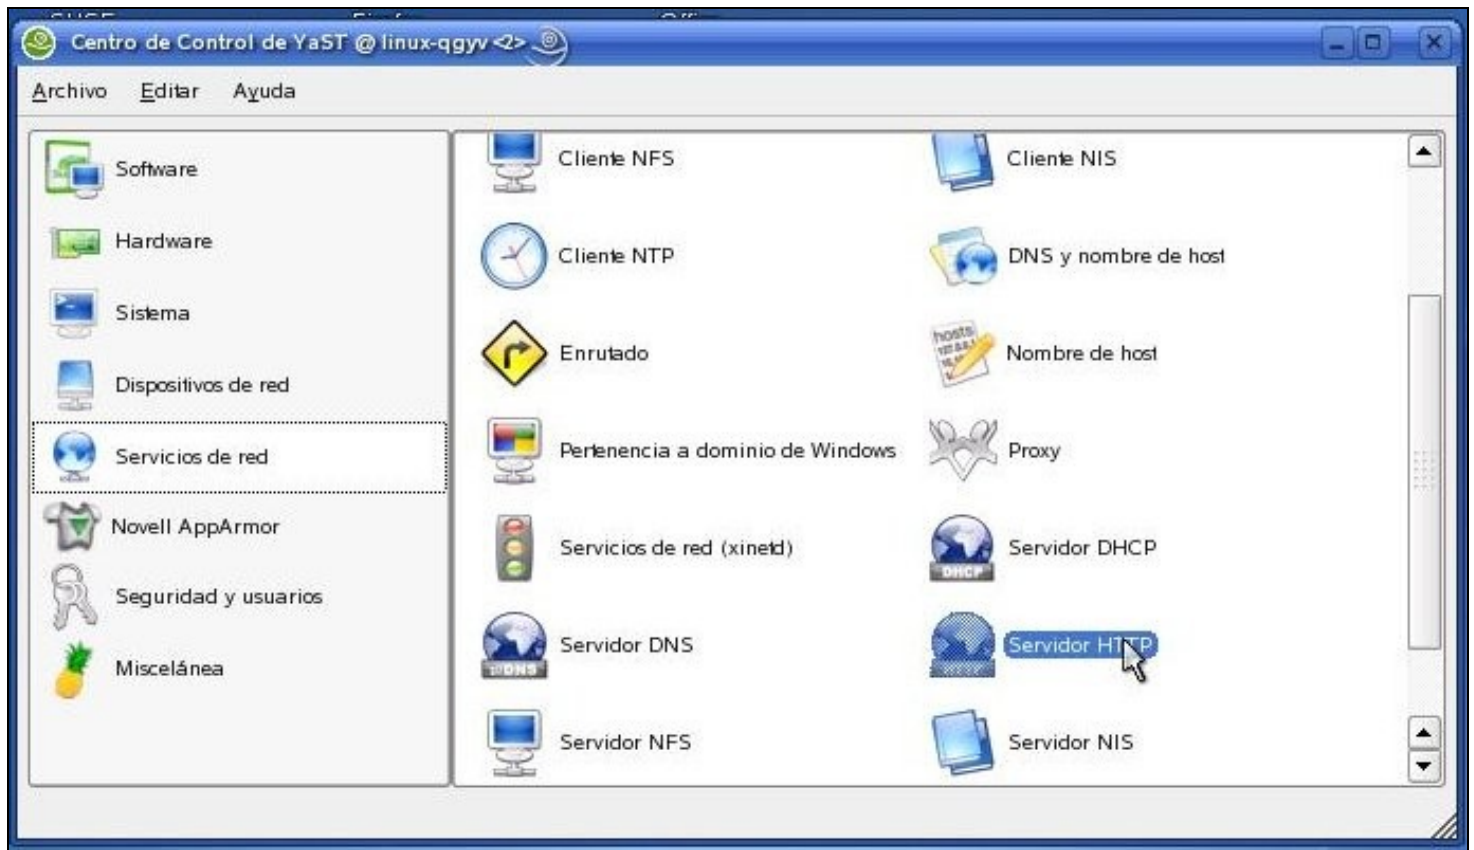 Centro de Control de YaST @ linux-qgyv <2>
Archivo Editar Ayuda
Software
Hardware
Sistema
Dispositivos de red
Servicios de red
Novell AppArmor
Seguridad y usuarios
Miscelánea
Cliente NFS
Cliente NIS
Cliente NTP
DNS y nombre de host
Enrutado
hosts
Nombre de host
Pertenencia a dominio de Windows
Proxy
Servicios de red (xinetd)
DHCP
Servidor DHCP
DNS
Servidor DNS
Servidor HTTP
Servidor NFS
Servidor NIS